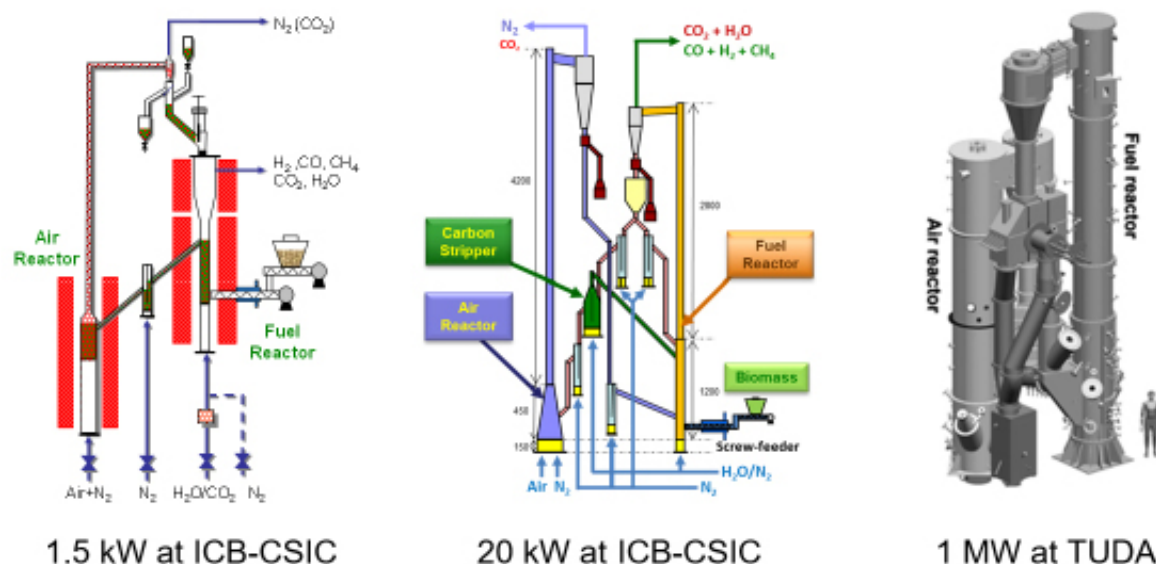 N₂ (CO₂)
H₂ ,CO, CH₄
CO₂, H₂O
Air
Reactor
Fuel
Reactor
Air+N₂
N₂
H₂O/CO₂
N₂
1.5 kW at ICB-CSIC
N₂
CO₂
CO₂ + H₂O
CO + H₂ + CH₄
4200
2800
Carbon
Stripper
Fuel
Reactor
Air
Reactor
Biomass
1200
450
150
Screw-feeder
H₂O/N₂
Air
N₂
N₂
20 kW at ICB-CSIC
Air reactor
Fuel reactor
1 MW at TUDA